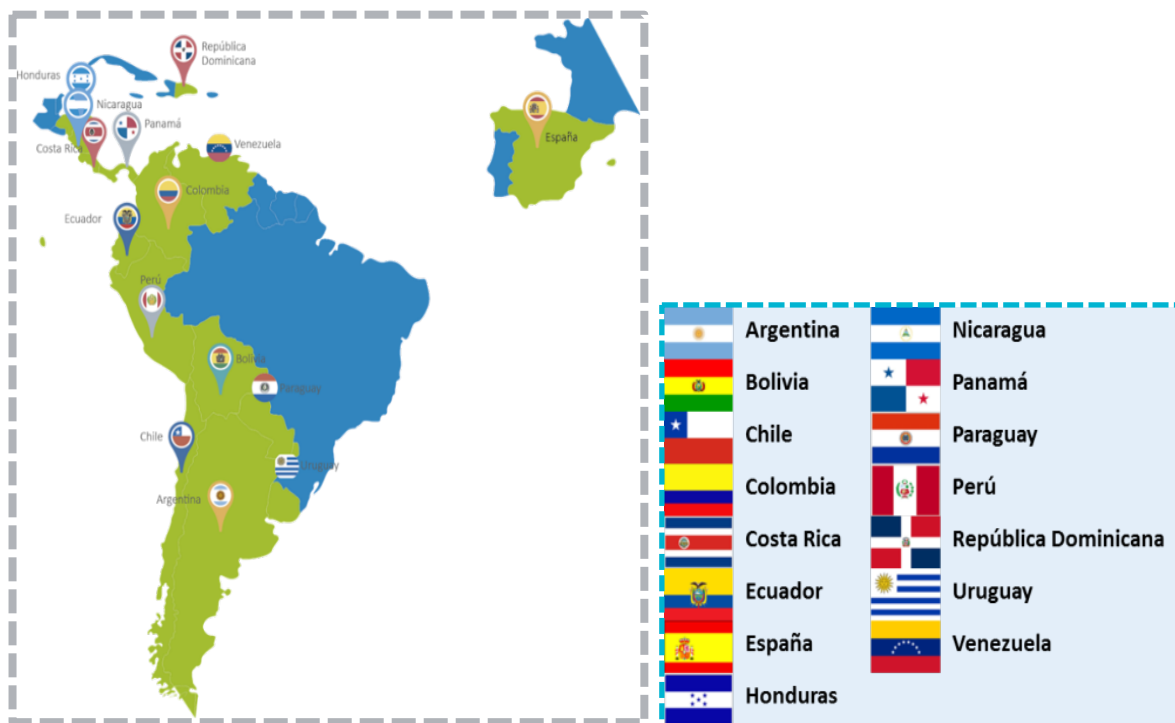 República
Dominicana
Honduras
Nicaragua
Panamá
Costa Rica
Venezuela
España
Colombia
Ecuador
Perú
Bolivia
Paraguay
Chile
Uruguay
Argentina
Argentina
Bolivia
Chile
Colombia
Costa Rica
Ecuador
España
Honduras
Nicaragua
Panamá
Paraguay
Perú
República Dominicana
Uruguay
Venezuela